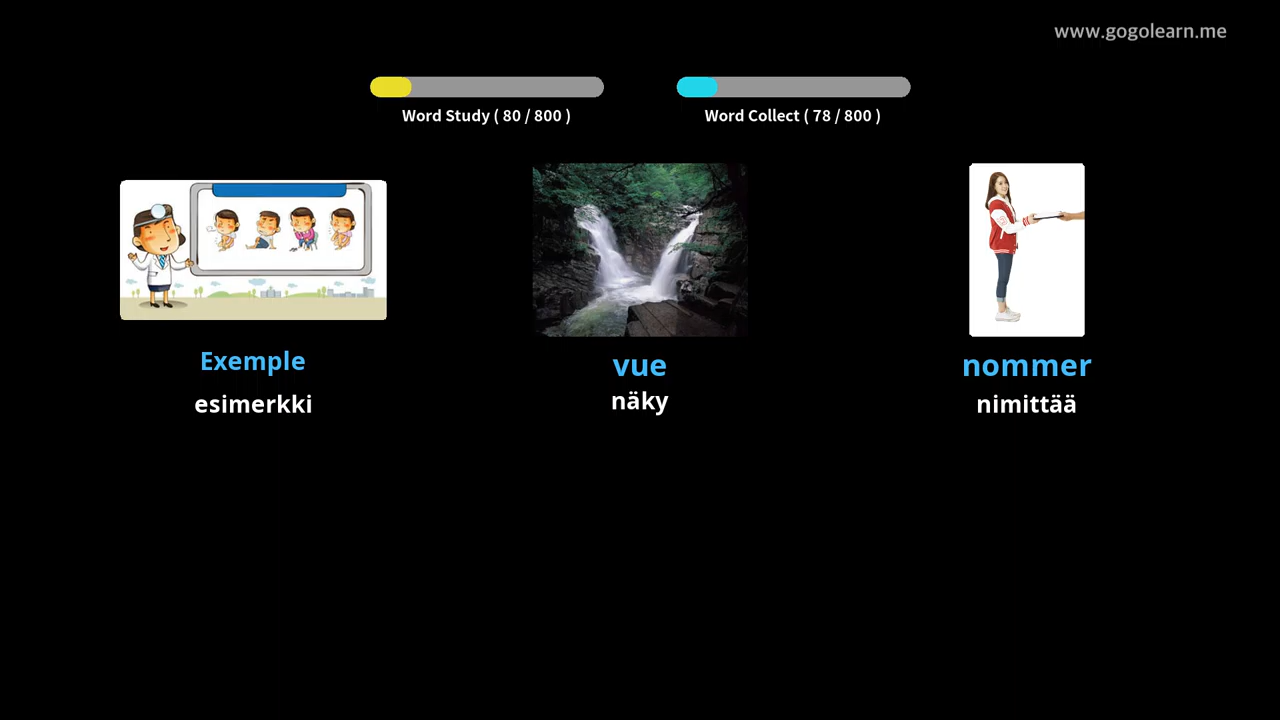 www.gogolearn.me
Word Study ( 80 / 800 )
Word Collect ( 78 / 800 )
Exemple
esimerkki
vue
näky
nommer
nimittää